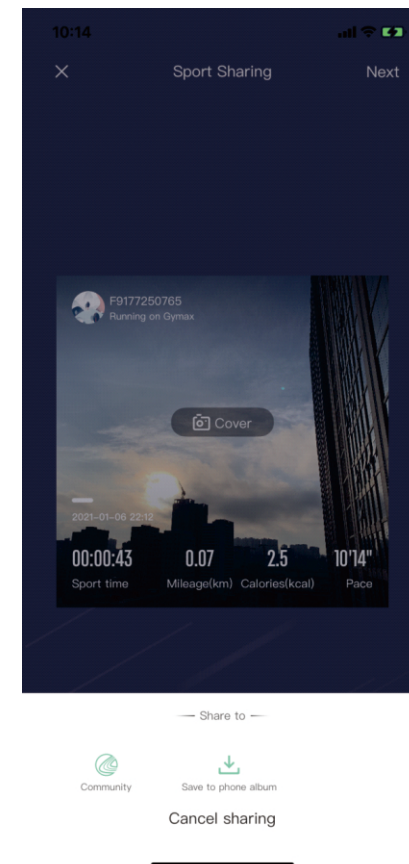 10:14
Sport Sharing
Next
F9177250765
Running on Gymax
Cover
2021-01-06 22:12
00:00:43 0.07 2.5 10'14"
Sport time Mileage(km) Calories(kcal) Pace
Share to
Community Save to phone album
Cancel sharing